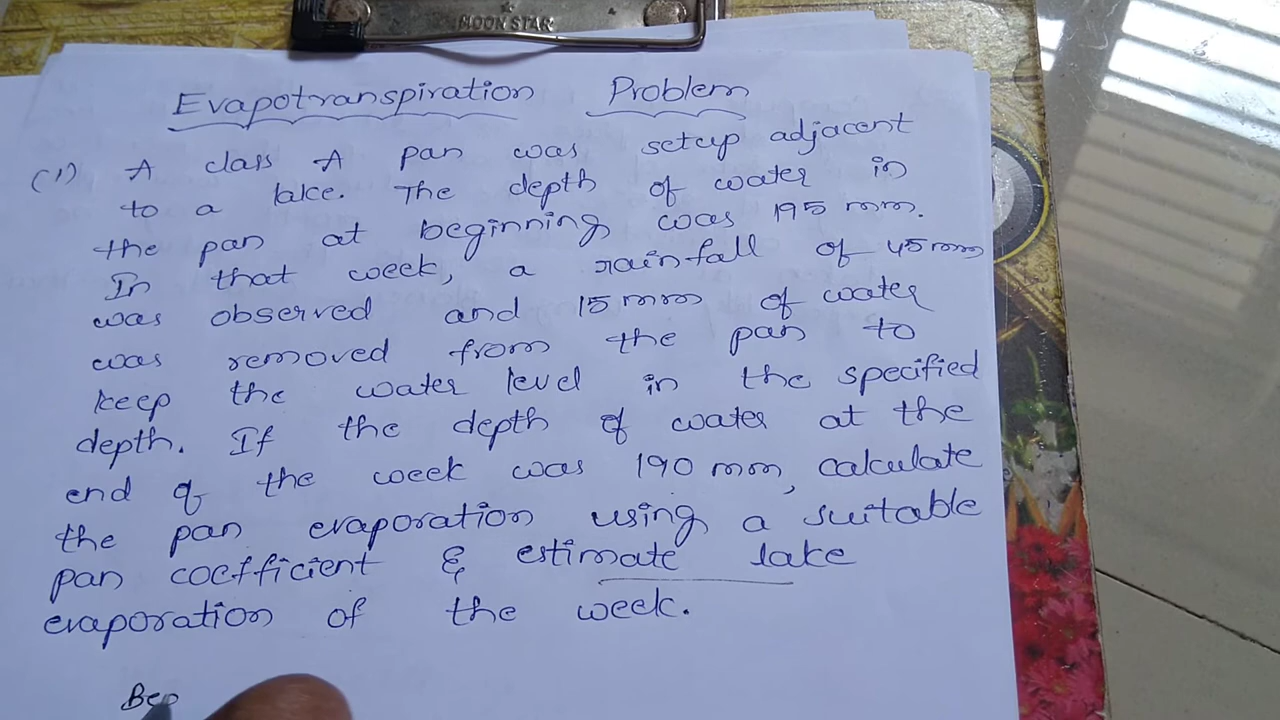 MOON STAR
Evapotranspiration Problem
(1) A class A pan was setup adjacent
to a lake. The depth of water in
the pan at beginning was 195 mm.
In that week, a rainfall of 45 mm
was observed and 15 mm of water
was removed from the pan to
keep the water level in the specified
depth. If the depth of water at the
end of the week was 190 mm, calculate
the pan evaporation using a suitable
pan coefficient & estimate lake
evaporation of the week.
Beg